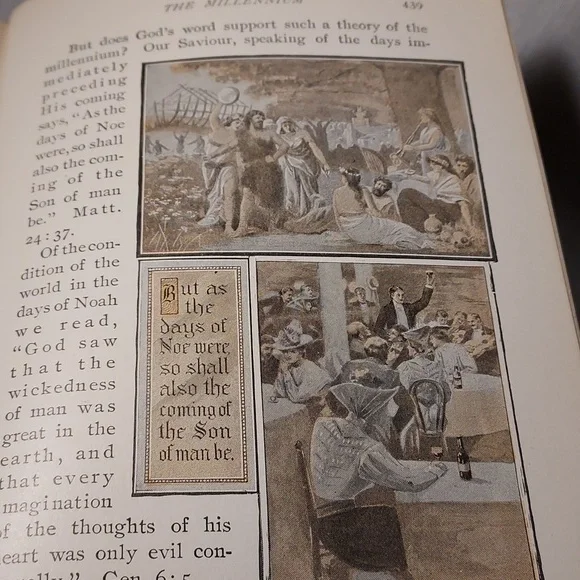 THE MILLENNIUM 439
But does God's word support such a theory of the
millennium? Our Saviour, speaking of the days im-
mediately
preceding
His coming
says, "As the
days of Noe
were, so shall
also the com-
ing of the
Son of man
be." Matt.
24:37.
Of the con-
dition of the
world in the
days of Noah
we read,
"God saw
that the
wickedness
of man was
great in the
earth, and
that every
imagination
of the thoughts of his
heart was only evil con-
Gen. 6:5
But as
the
days of
Noe were,
so shall
also the
coming of
the Son
of man be.